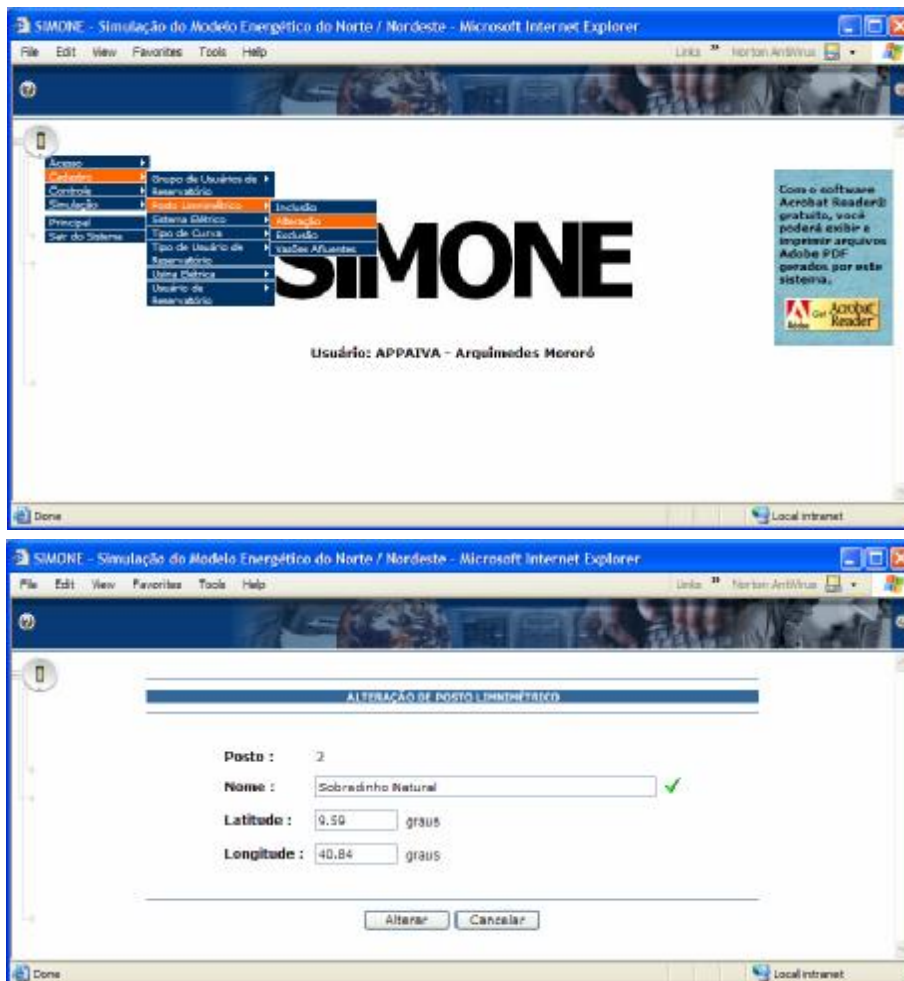 SIMONE - Simulação do Modelo Energético do Norte / Nordeste - Microsoft Internet Explorer
File Edit View Favorites Tools Help
Links » Norton AntiVirus
Acesso
Cadastro
Controle
Simulação
Principal
Sair do Sistema
Grupo de Usuários de Reservatório
Posto Limnimétrico
Sistema Elétrico
Tipo de Curva
Tipo de Usuário de Reservatório
Usina Elétrica
Usuário de Reservatório
Inclusão
Alteração
Exclusão
Vazões Afluentes
SIMONE
Usuário: APPAIVA - Arquimedes Mororó
Com o software
Acrobat Reader®
gratuito, você
poderá exibir e
imprimir arquivos
Adobe PDF
gerados por este
sistema.
Adobe
Get Acrobat Reader
Done
Local intranet
SIMONE - Simulação do Modelo Energético do Norte / Nordeste - Microsoft Internet Explorer
File Edit View Favorites Tools Help
Links » Norton AntiVirus
ALTERAÇÃO DE POSTO LIMNIMÉTRICO
Posto : 2
Nome : Sobradinho Natural
Latitude : 9.59 graus
Longitude : 40.84 graus
Alterar Cancelar
Done
Local intranet